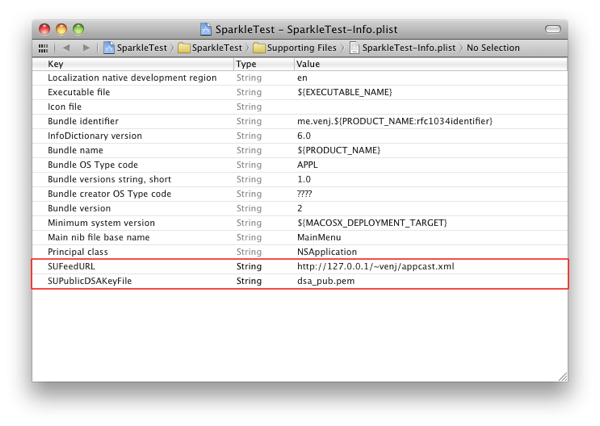 SparkleTest – SparkleTest-Info.plist
SparkleTest SparkleTest Supporting Files SparkleTest-Info.plist No Selection
Key Type Value
Localization native development region String en
Executable file String ${EXECUTABLE_NAME}
Icon file String
Bundle identifier String me.venj.${PRODUCT_NAME:rfc1034identifier}
InfoDictionary version String 6.0
Bundle name String ${PRODUCT_NAME}
Bundle OS Type code String APPL
Bundle versions string, short String 1.0
Bundle creator OS Type code String ????
Bundle version String 2
Minimum system version String ${MACOSX_DEPLOYMENT_TARGET}
Main nib file base name String MainMenu
Principal class String NSApplication
SUFeedURL String http://127.0.0.1/~venj/appcast.xml
SUPublicDSAKeyFile String dsa_pub.pem